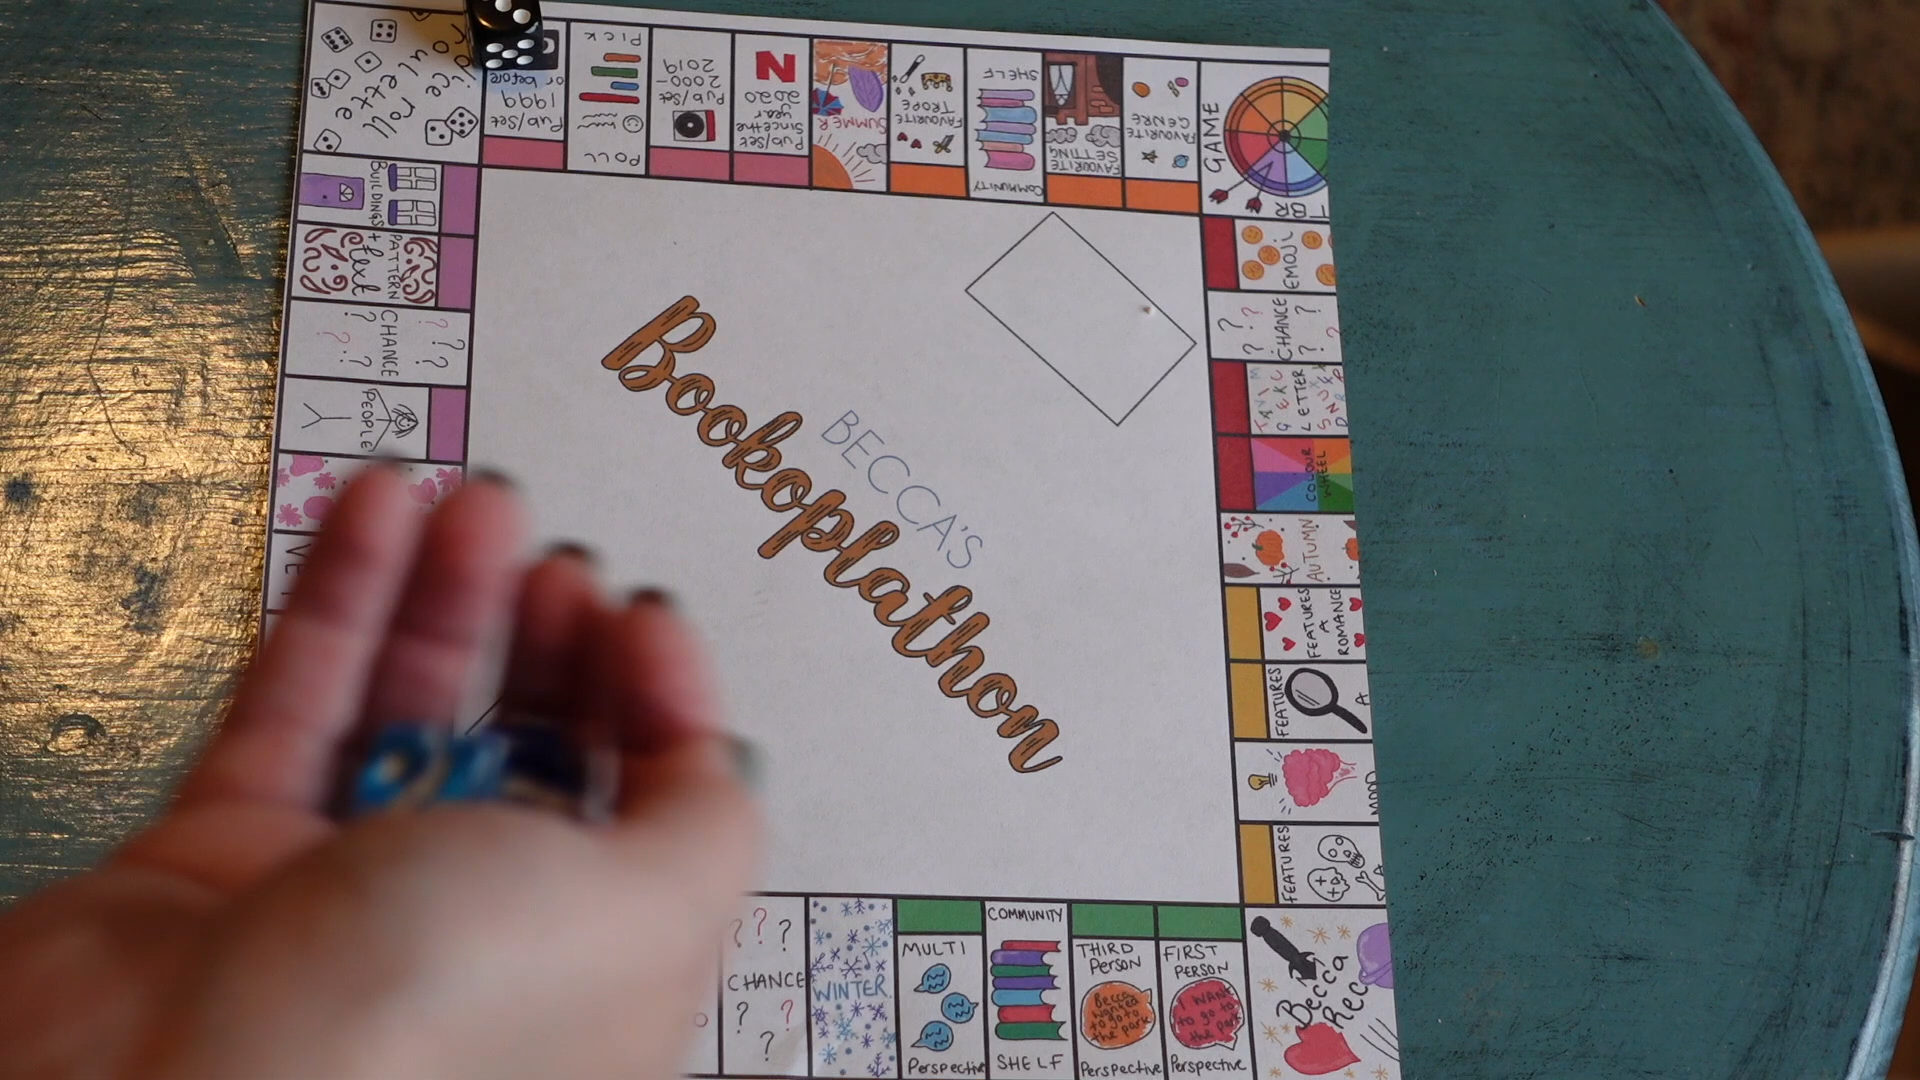 Dice roll
roulette
Pub/Set
1999
or before
PICK
POLL
Pub/Set
2000-
2019
Pub/Set
Since the
year
2020
N
SUMMER
FAVOURITE
TROPE
COMMUNITY
SHELF
FAVOURITE
SETTING
FAVOURITE
GENRE
TBR
GAME
EMOJI
CHANCE
? ? ? ? ? ?
LETTER
COLOUR
WHEEL
AUTUMN
FEATURES
A
ROMANCE
FEATURES
A
MOOD
FEATURES
A
Becca
Rec
FIRST
PERSON
I WANT
to go to
the park
Perspective
THIRD
Person
Becca
wanted
to go to
the park
Perspective
COMMUNITY
SHELF
MULTI
Perspective
WINTER
? ? ?
CHANCE
? ? ?
PEOPLE
CHANCE
? ? ? ? ? ?
PATTERN
+ text
BUILDINGS
BECCA'S
Bookoplathon